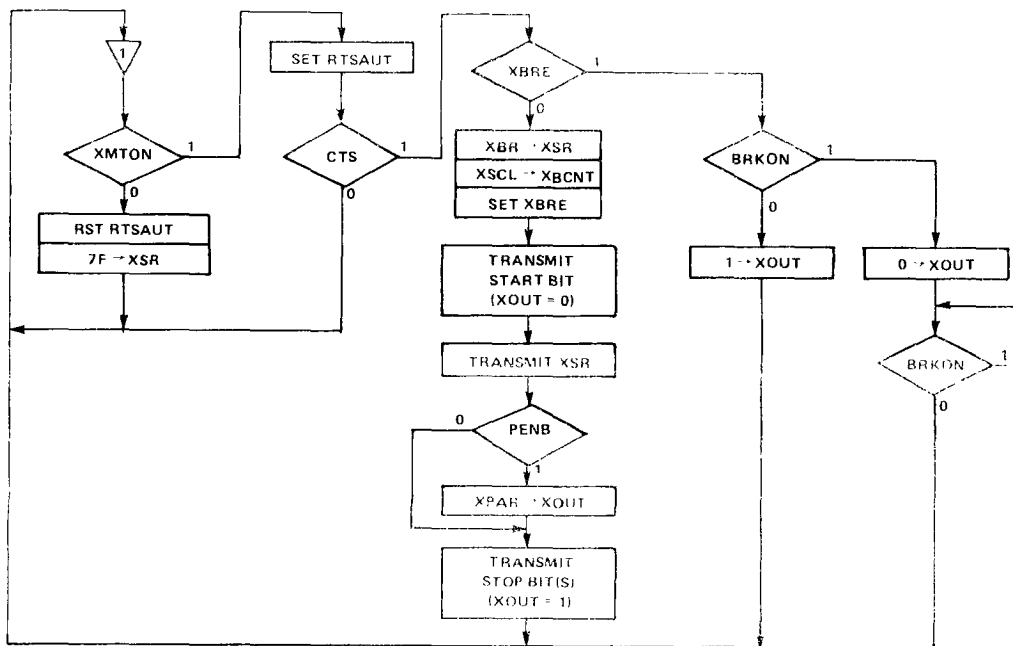 1
XMTON
1
0
RST RTSAUT
7F → XSR
SET RTSAUT
CTS
1
0
XBRE
1
0
XBR → XSR
XSCL → XBCNT
SET XBRE
TRANSMIT
START BIT
(XOUT = 0)
TRANSMIT XSR
PENB
0
1
XPAR → XOUT
TRANSMIT
STOP BIT(S)
(XOUT = 1)
BRKON
1
0
1 → XOUT
0 → XOUT
BRKON
1
0